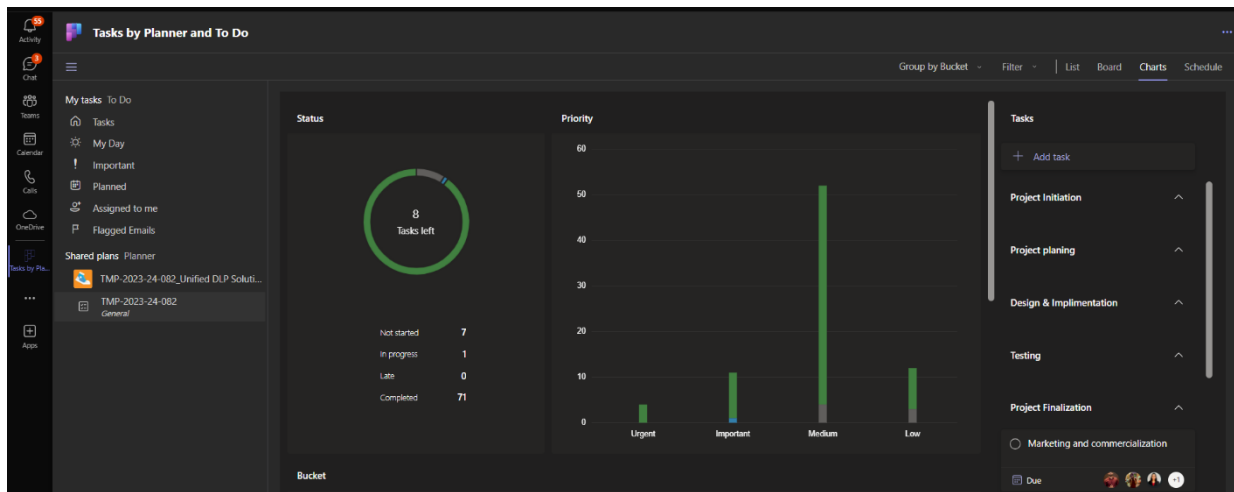 55
Activity
Tasks by Planner and To Do
3
Chat
Group by Bucket
Filter
List
Board
Charts
Schedule
Teams
Calendar
Calls
OneDrive
Tasks by Pla...
Apps
My tasks To Do
Tasks
My Day
Important
Planned
Assigned to me
Flagged Emails
Shared plans Planner
TMP-2023-24-082_Unified DLP Soluti...
TMP-2023-24-082
General
Status
8
Tasks left
Not started 7
In progress 1
Late 0
Completed 71
Bucket
Priority
60
50
40
30
20
10
0
Urgent Important Medium Low
Tasks
+ Add task
Project Initiation
Project planing
Design & Implimentation
Testing
Project Finalization
Marketing and commercialization
Due
+1